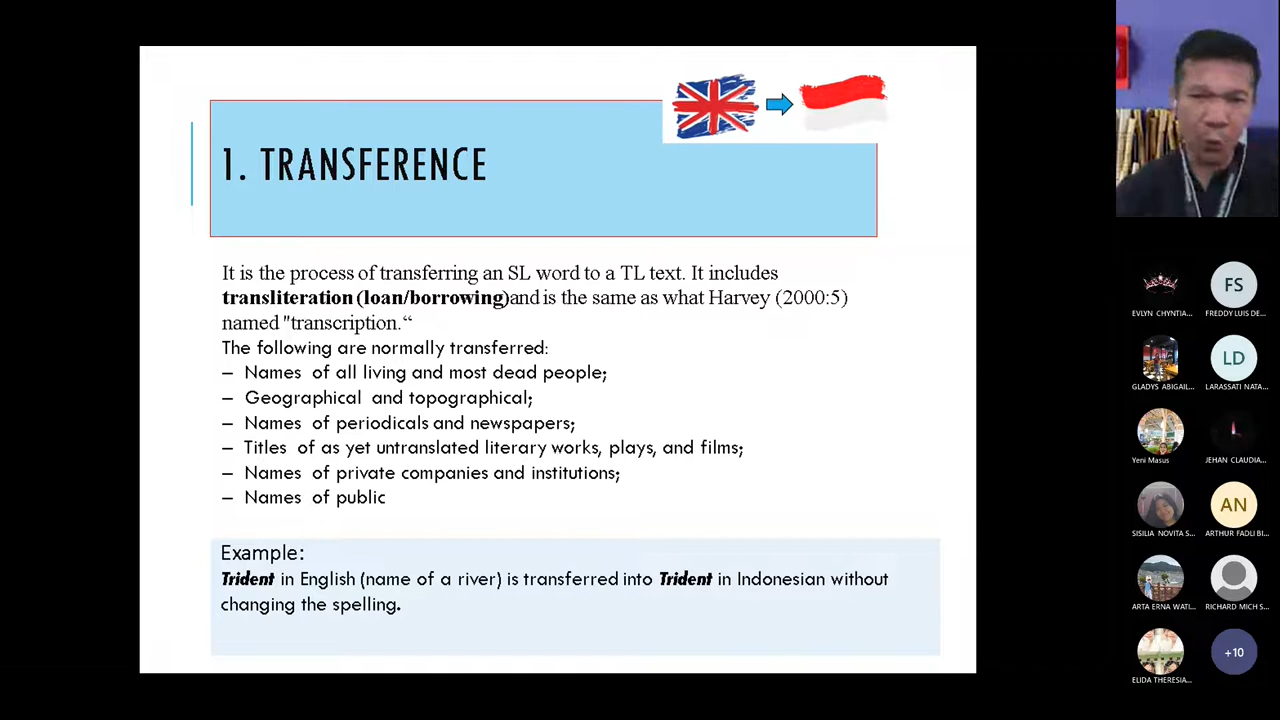 1. TRANSFERENCE
It is the process of transferring an SL word to a TL text. It includes
transliteration (loan/borrowing)and is the same as what Harvey (2000:5)
named "transcription.“
The following are normally transferred:
– Names of all living and most dead people;
– Geographical and topographical;
– Names of periodicals and newspapers;
– Titles of as yet untranslated literary works, plays, and films;
– Names of private companies and institutions;
– Names of public
Example:
Trident in English (name of a river) is transferred into Trident in Indonesian without
changing the spelling.
FS
EVLYN CHYNTIA...
FREDDY LUIS DE...
LD
GLADYS ABIGAIL...
LARASSATI NATA...
Yeni Masus
JEHAN CLAUDIA...
AN
SISILIA NOVITA S...
ARTHUR FADLI BI...
ARTA ERNA WATI...
RICHARD MICH S...
+10
ELIDA THERESIA...